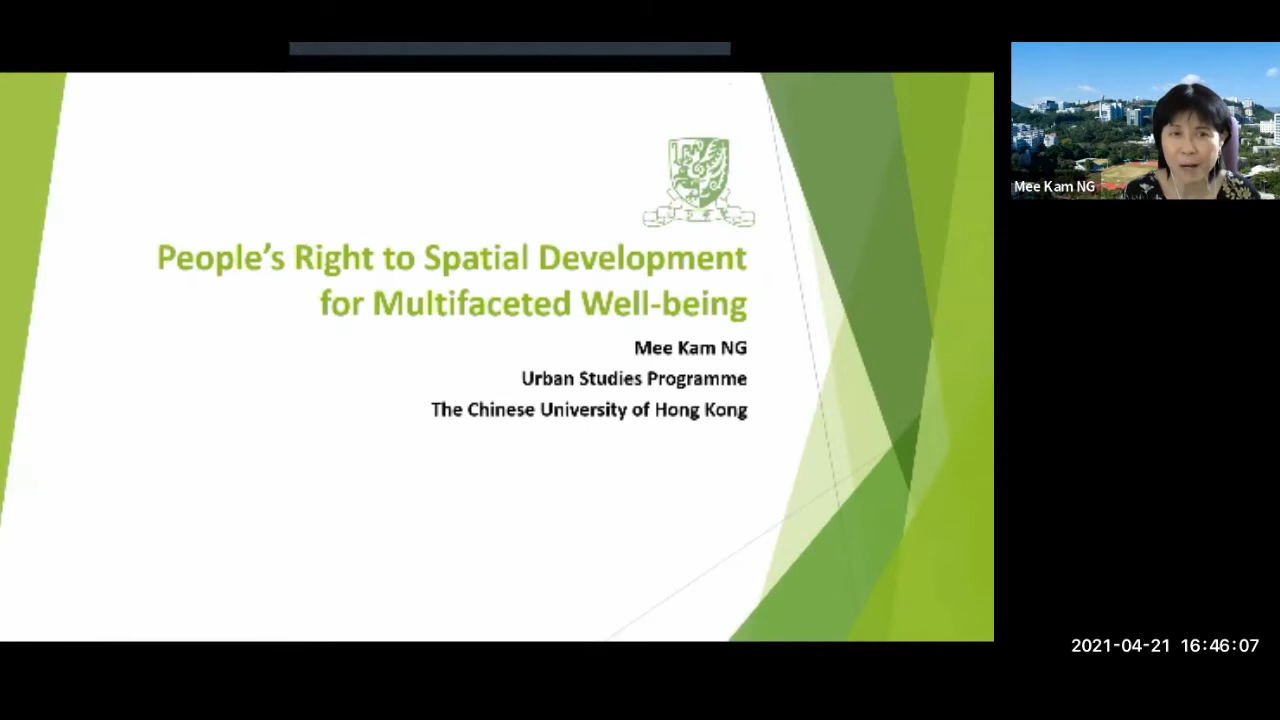 People's Right to Spatial Development
for Multifaceted Well-being
Mee Kam NG
Urban Studies Programme
The Chinese University of Hong Kong
Mee Kam NG
2021-04-21 16:46:07